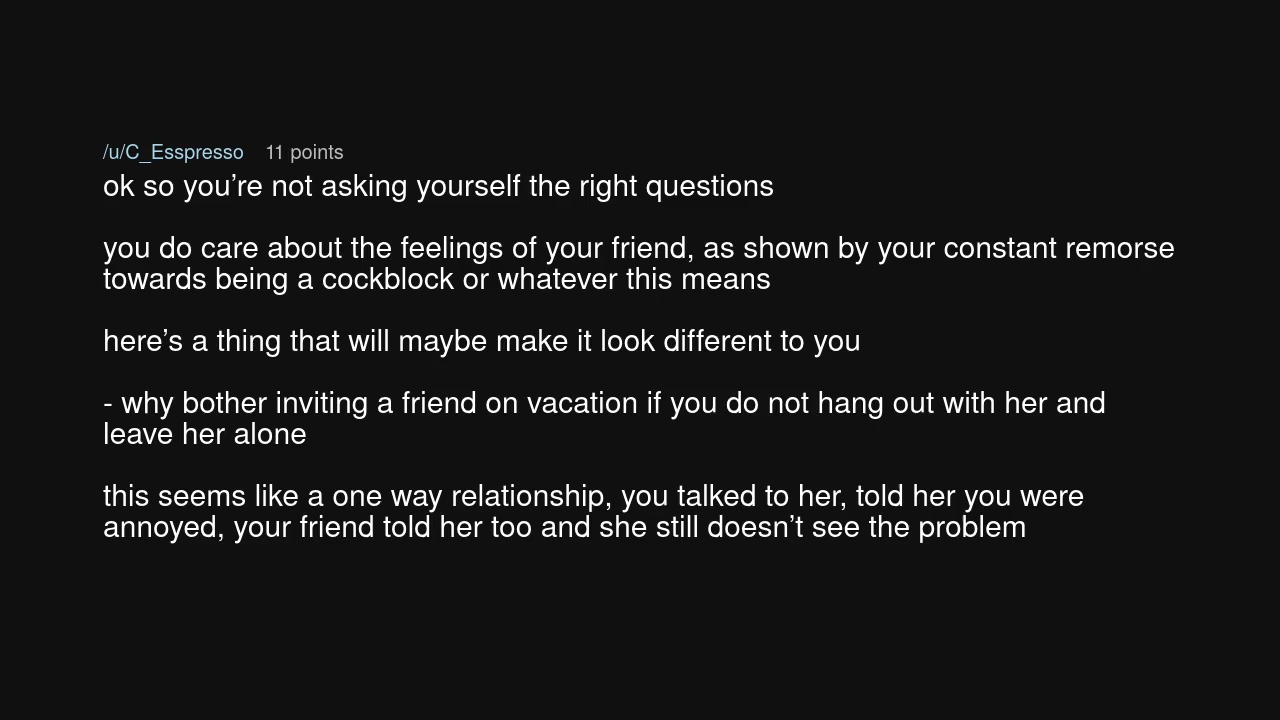 /u/C_Esspresso 11 points
ok so you’re not asking yourself the right questions
you do care about the feelings of your friend, as shown by your constant remorse
towards being a cockblock or whatever this means
here’s a thing that will maybe make it look different to you
- why bother inviting a friend on vacation if you do not hang out with her and
leave her alone
this seems like a one way relationship, you talked to her, told her you were
annoyed, your friend told her too and she still doesn’t see the problem